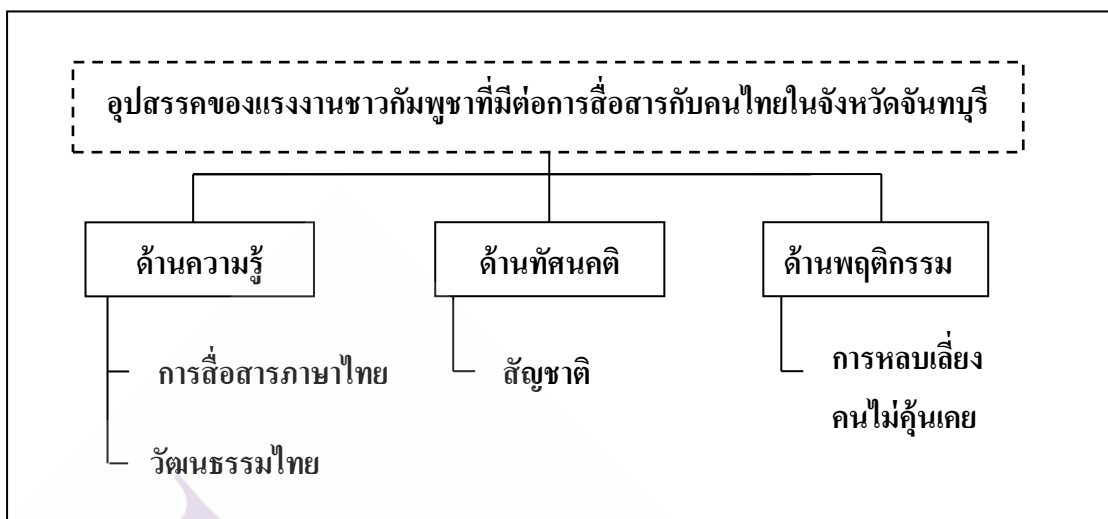 อุปสรรคของแรงงานชาวกัมพูชาที่มีต่อการสื่อสารกับคนไทยในจังหวัดจันทบุรี
ด้านความรู้
ด้านทัศนคติ
ด้านพฤติกรรม
การสื่อสารภาษาไทย
วัฒนธรรมไทย
สัญชาติ
การหลบเลี่ยง
คนไม่คุ้นเคย